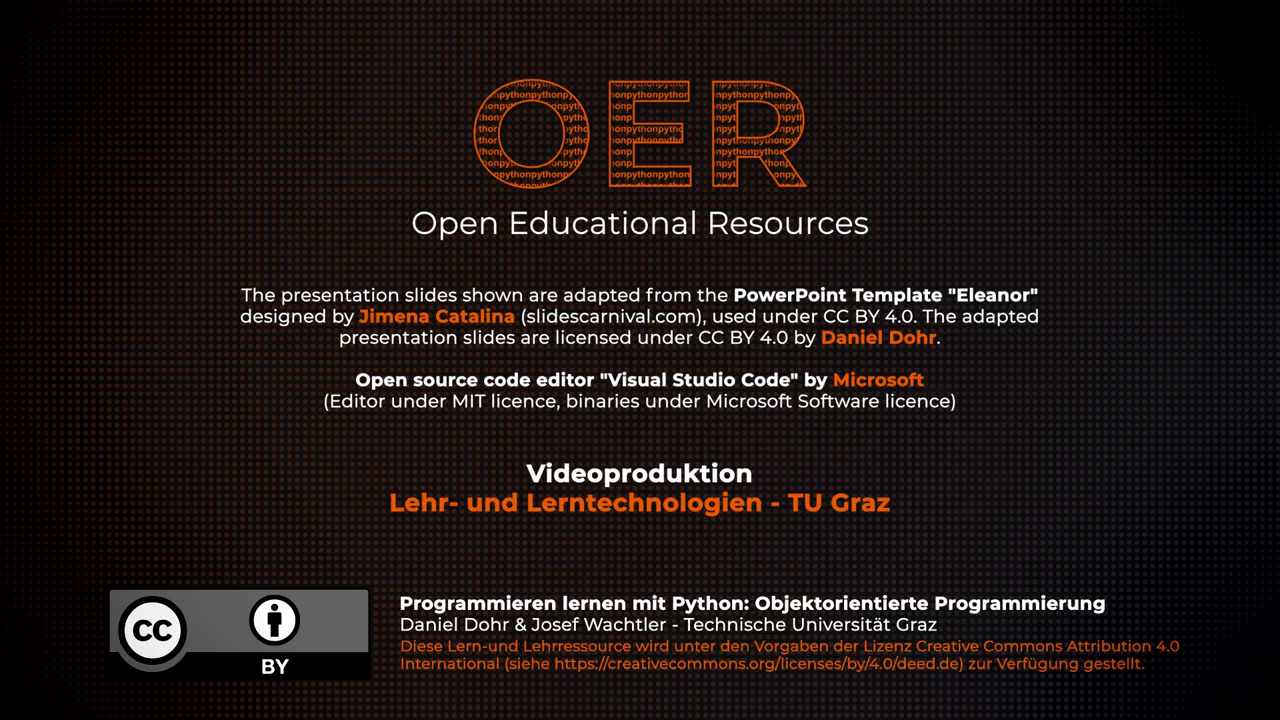 OER
Open Educational Resources
The presentation slides shown are adapted from the PowerPoint Template "Eleanor"
designed by Jimena Catalina (slidescarnival.com), used under CC BY 4.0. The adapted
presentation slides are licensed under CC BY 4.0 by Daniel Dohr.
Open source code editor "Visual Studio Code" by Microsoft
(Editor under MIT licence, binaries under Microsoft Software licence)
Videoproduktion
Lehr- und Lerntechnologien - TU Graz
CC
BY
Programmieren lernen mit Python: Objektorientierte Programmierung
Daniel Dohr & Josef Wachtler - Technische Universität Graz
Diese Lern-und Lehrressource wird unter den Vorgaben der Lizenz Creative Commons Attribution 4.0
International (siehe https://creativecommons.org/licenses/by/4.0/deed.de) zur Verfügung gestellt.